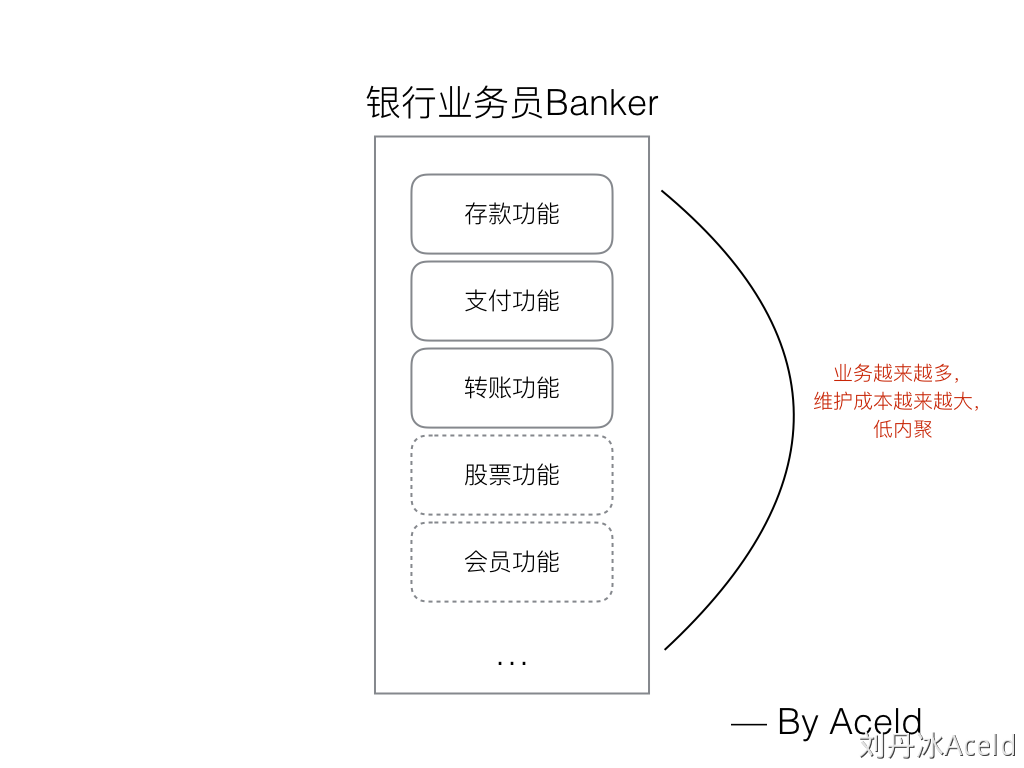 银行业务员Banker
存款功能
支付功能
转账功能
股票功能
会员功能
...
业务越来越多，
维护成本越来越大，
低内聚
— By Aceld
刘丹冰Aceld